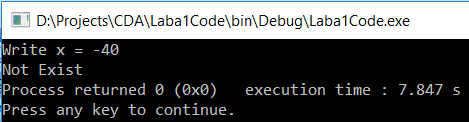 D:\Projects\CDA\Laba1Code\bin\Debug\Laba1Code.exe
Write x = -40
Not Exist
Process returned 0 (0x0)   execution time : 7.847 s
Press any key to continue.